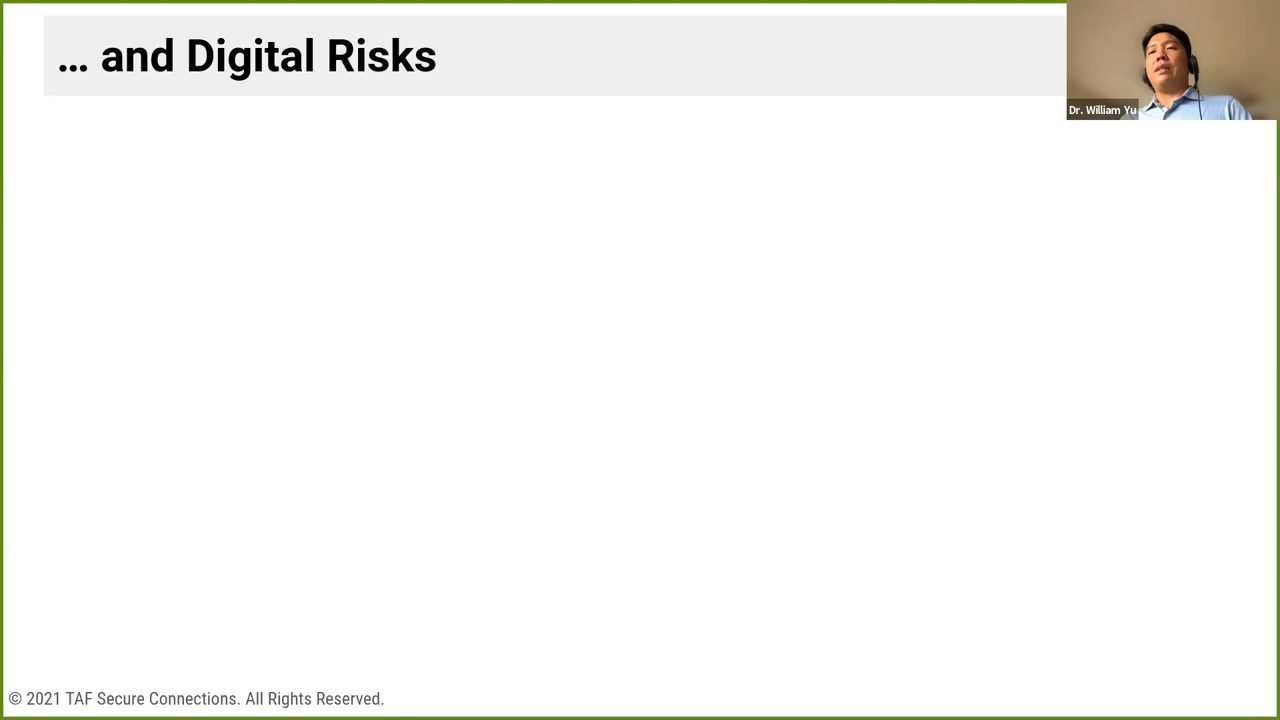 … and Digital Risks
Dr. William Yu
© 2021 TAF Secure Connections. All Rights Reserved.